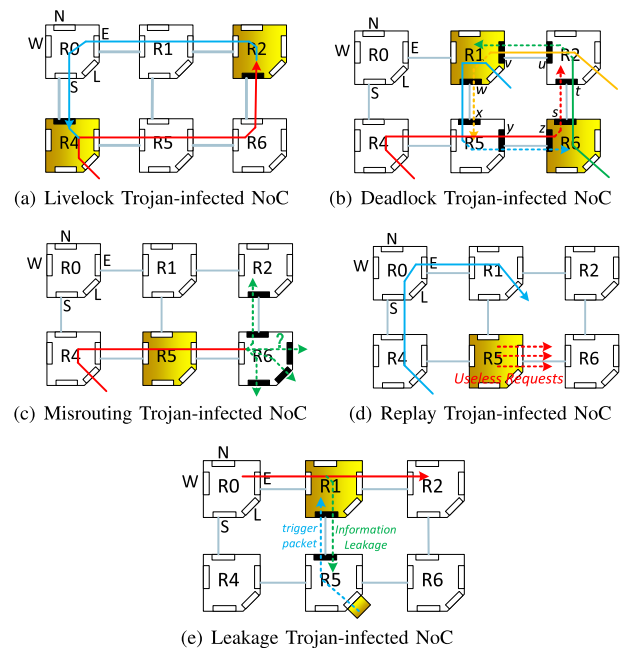 N
W R0 E R1 R2
S L
R4 R5 R6
(a) Livelock Trojan-infected NoC
N
W R0 E R1 v u R2
S L w t
x s
R4 R5 y z R6
(b) Deadlock Trojan-infected NoC
N
W R0 E R1 R2
S L
R4 R5 R6 ?
(c) Misrouting Trojan-infected NoC
N
W R0 E R1 R2
S L
R4 R5 R6
Useless Requests
(d) Replay Trojan-infected NoC
N
W R0 E R1 R2
S L
trigger Information
packet Leakage
R4 R5 R6
(e) Leakage Trojan-infected NoC